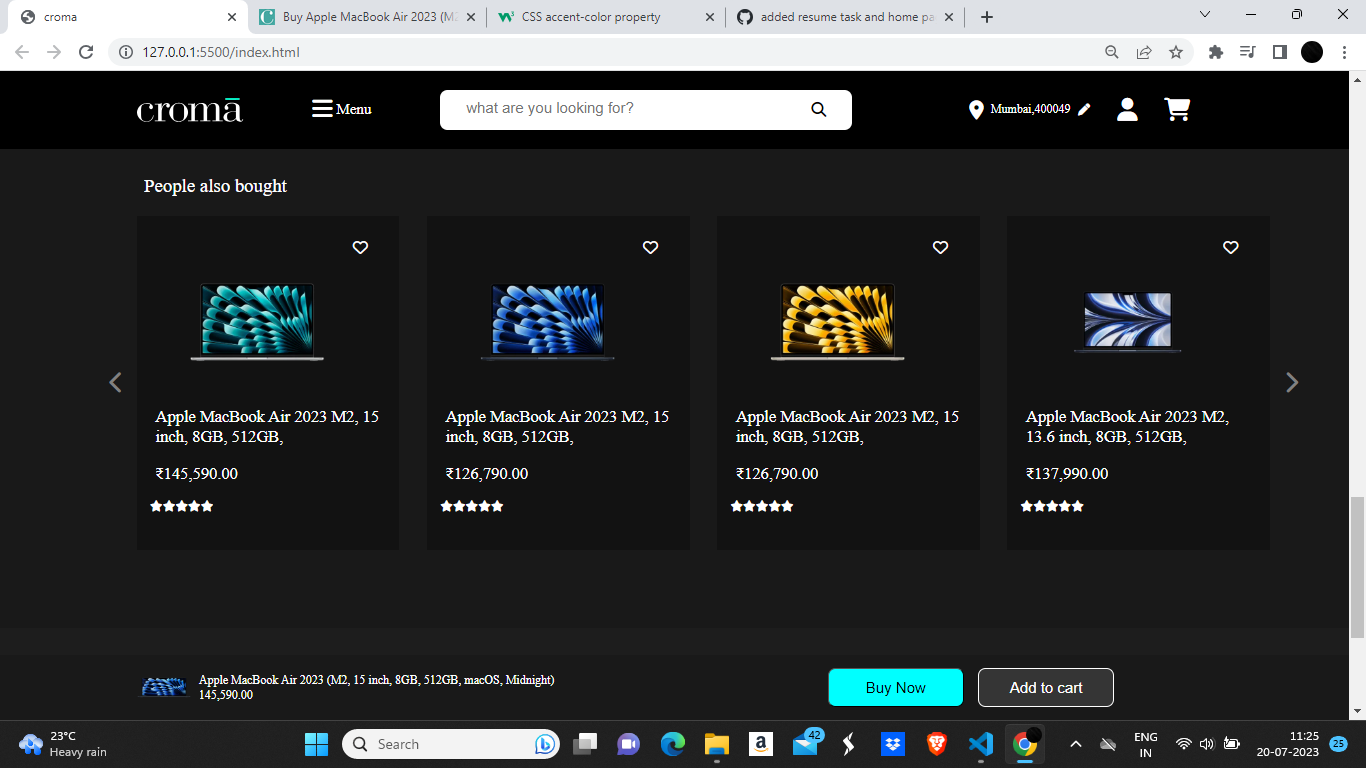 croma
Buy Apple MacBook Air 2023 (M2
CSS accent-color property
added resume task and home pa
127.0.0.1:5500/index.html
cromā
Menu
what are you looking for?
Mumbai,400049
People also bought
Apple MacBook Air 2023 M2, 15
inch, 8GB, 512GB,
₹145,590.00
Apple MacBook Air 2023 M2, 15
inch, 8GB, 512GB,
₹126,790.00
Apple MacBook Air 2023 M2, 15
inch, 8GB, 512GB,
₹126,790.00
Apple MacBook Air 2023 M2,
13.6 inch, 8GB, 512GB,
₹137,990.00
Apple MacBook Air 2023 (M2, 15 inch, 8GB, 512GB, macOS, Midnight)
145,590.00
Buy Now
Add to cart
23°C
Heavy rain
Search
42
ENG
IN
11:25
20-07-2023
25